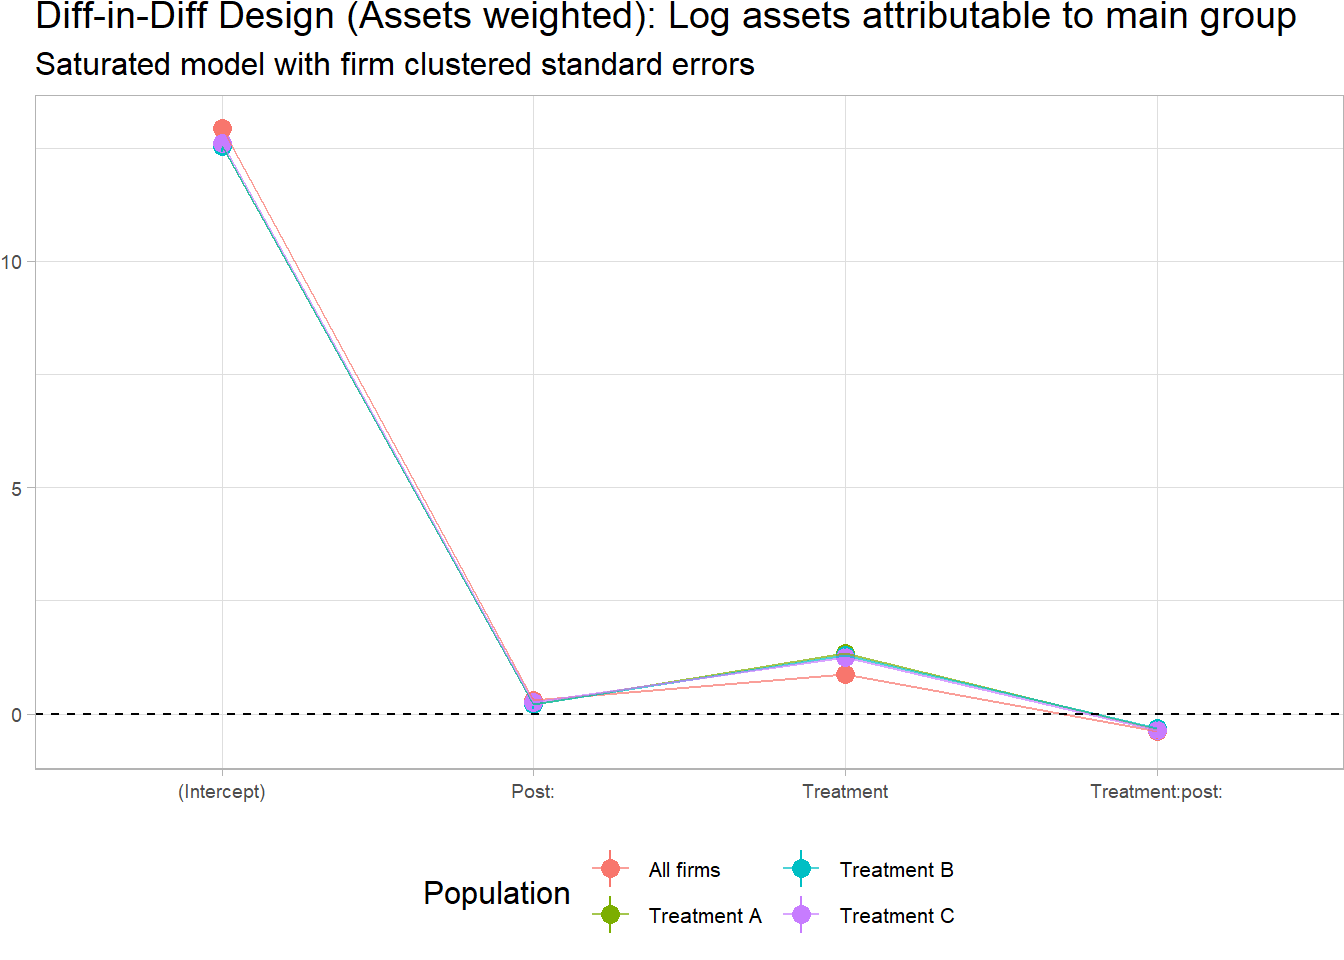 Diff-in-Diff Design (Assets weighted): Log assets attributable to main group
Saturated model with firm clustered standard errors
10
5
0
(Intercept) Post: Treatment Treatment:post:
Population
All firms Treatment B
Treatment A Treatment C